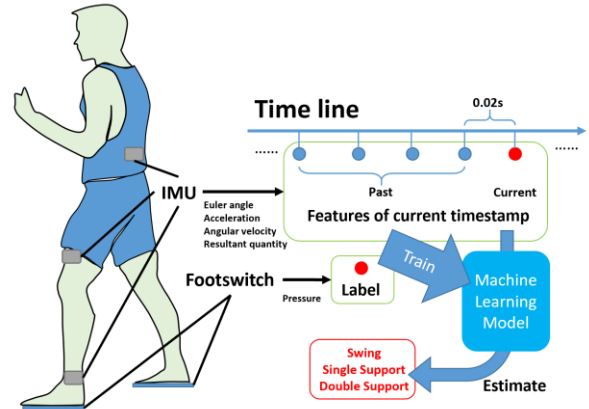 Time line
0.02s
......
......
Past
Current
Features of current timestamp
IMU
Euler angle
Acceleration
Angular velocity
Resultant quantity
Footswitch
Pressure
Label
Train
Machine
Learning
Model
Swing
Single Support
Double Support
Estimate